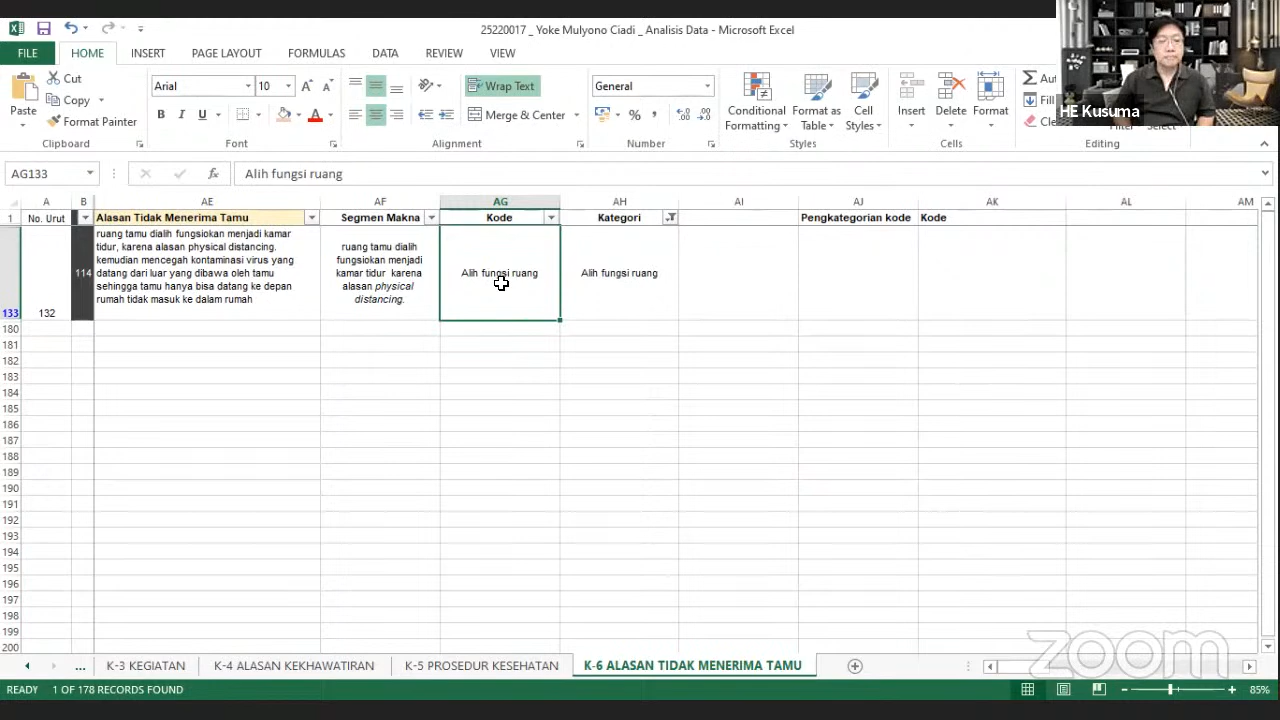 25220017 _ Yoke Mulyono Ciadi _ Analisis Data - Microsoft Excel
FILE HOME INSERT PAGE LAYOUT FORMULAS DATA REVIEW VIEW
HE Kusuma
Paste
Cut
Copy
Format Painter
Arial 10
B I U
Wrap Text
Merge & Center
General
Conditional Formatting
Format as Table
Cell Styles
Insert
Delete
Format
Fill
Clipboard Font Alignment Number Styles Cells Editing
AG133 fx Alih fungsi ruang
A B AE AF AG AH AI AJ AK AL AM
1 No. Urut Alasan Tidak Menerima Tamu Segmen Makna Kode Kategori Pengkategorian kode Kode
133 132 114
ruang tamu dialih fungsiokan menjadi kamar
tidur, karena alasan physical distancing.
kemudian mencegah kontaminasi virus yang
datang dari luar yang dibawa oleh tamu
sehingga tamu hanya bisa datang ke depan
rumah tidak masuk ke dalam rumah
ruang tamu dialih
fungsiokan menjadi
kamar tidur karena
alasan physical
distancing.
Alih fungsi ruang
Alih fungsi ruang
180
181
182
183
184
185
186
187
188
189
190
191
192
193
194
195
196
197
198
199
200
zoom
... K-3 KEGIATAN K-4 ALASAN KEKHAWATIRAN K-5 PROSEDUR KESEHATAN K-6 ALASAN TIDAK MENERIMA TAMU
READY 1 OF 178 RECORDS FOUND 85%